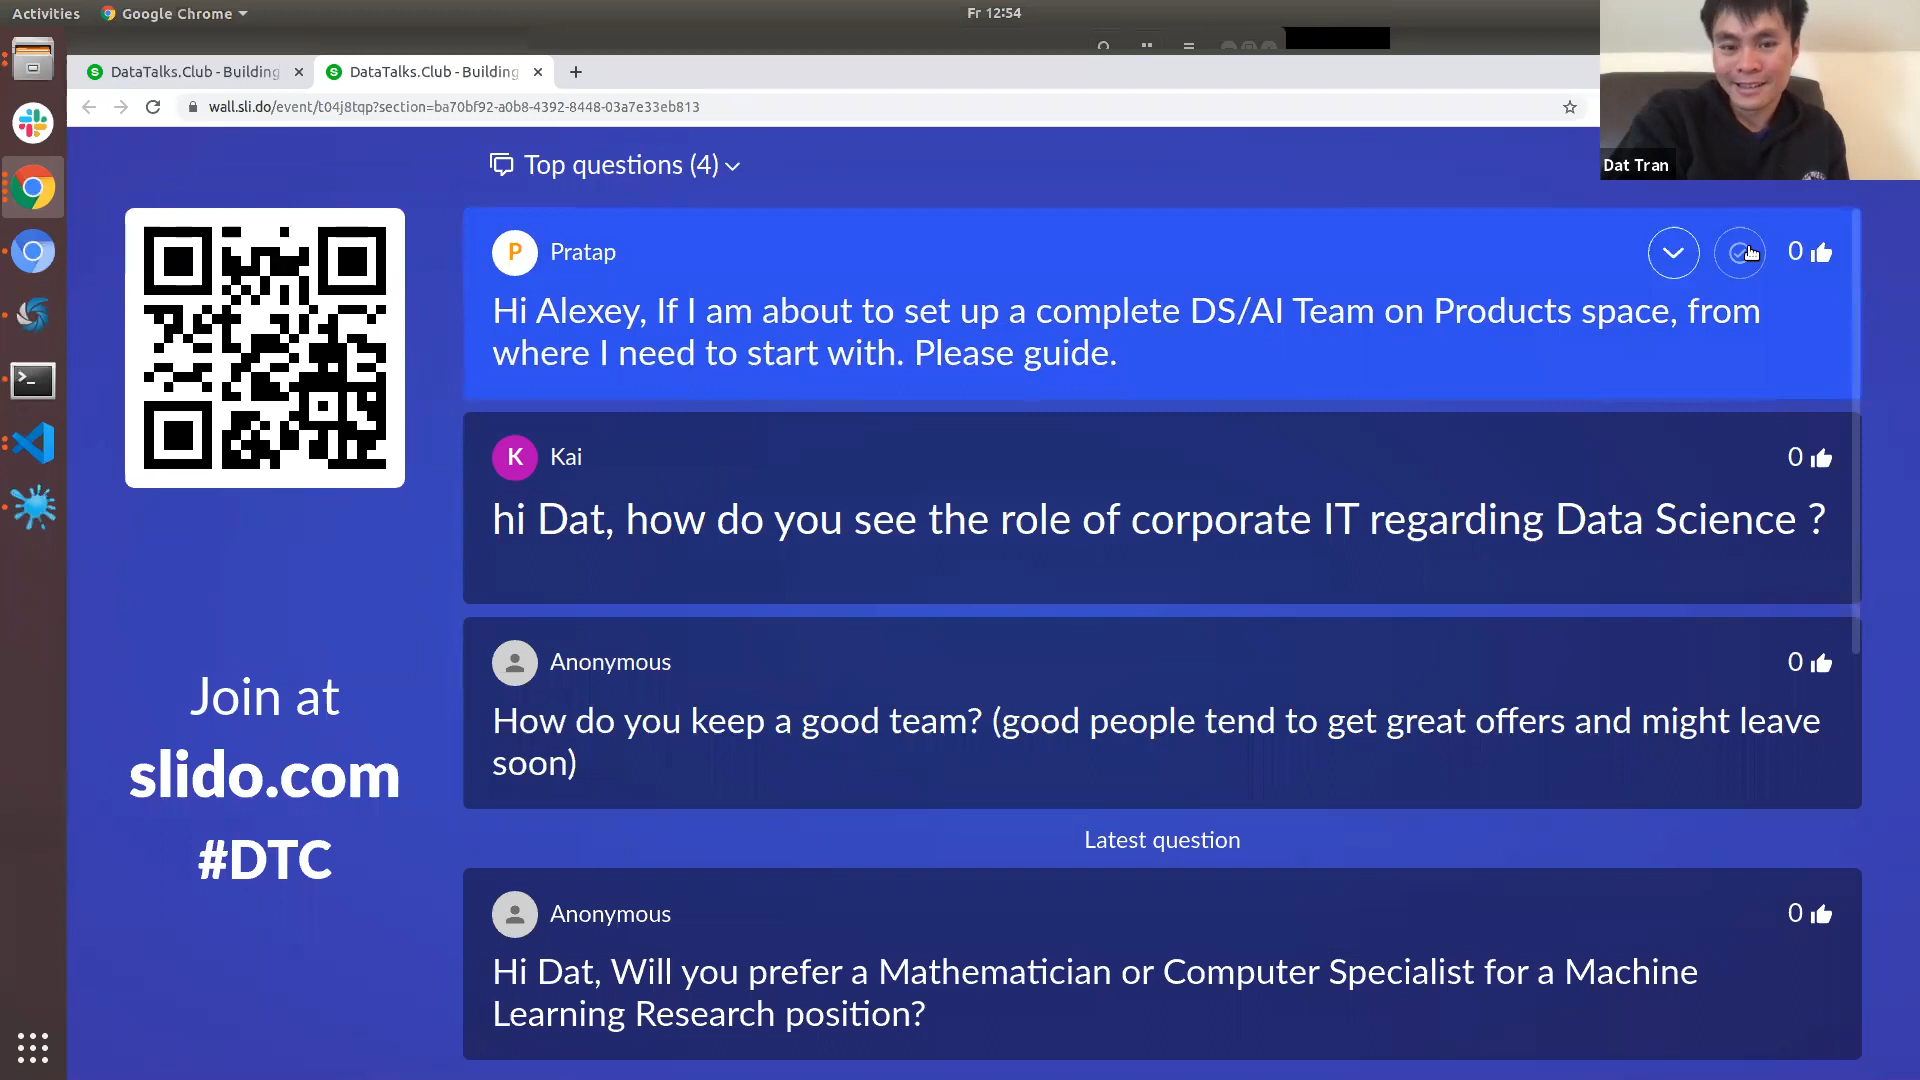 Activities
Google Chrome
Fr 12:54
DataTalks.Club - Building
DataTalks.Club - Building
wall.sli.do/event/t04j8tqp?section=ba70bf92-a0b8-4392-8448-03a7e33eb813
Dat Tran
Top questions (4)
P
Pratap
0
Hi Alexey, If I am about to set up a complete DS/AI Team on Products space, from
where I need to start with. Please guide.
K
Kai
0
hi Dat, how do you see the role of corporate IT regarding Data Science ?
Anonymous
0
How do you keep a good team? (good people tend to get great offers and might leave
soon)
Latest question
Anonymous
0
Hi Dat, Will you prefer a Mathematician or Computer Specialist for a Machine
Learning Research position?
Join at
slido.com
#DTC